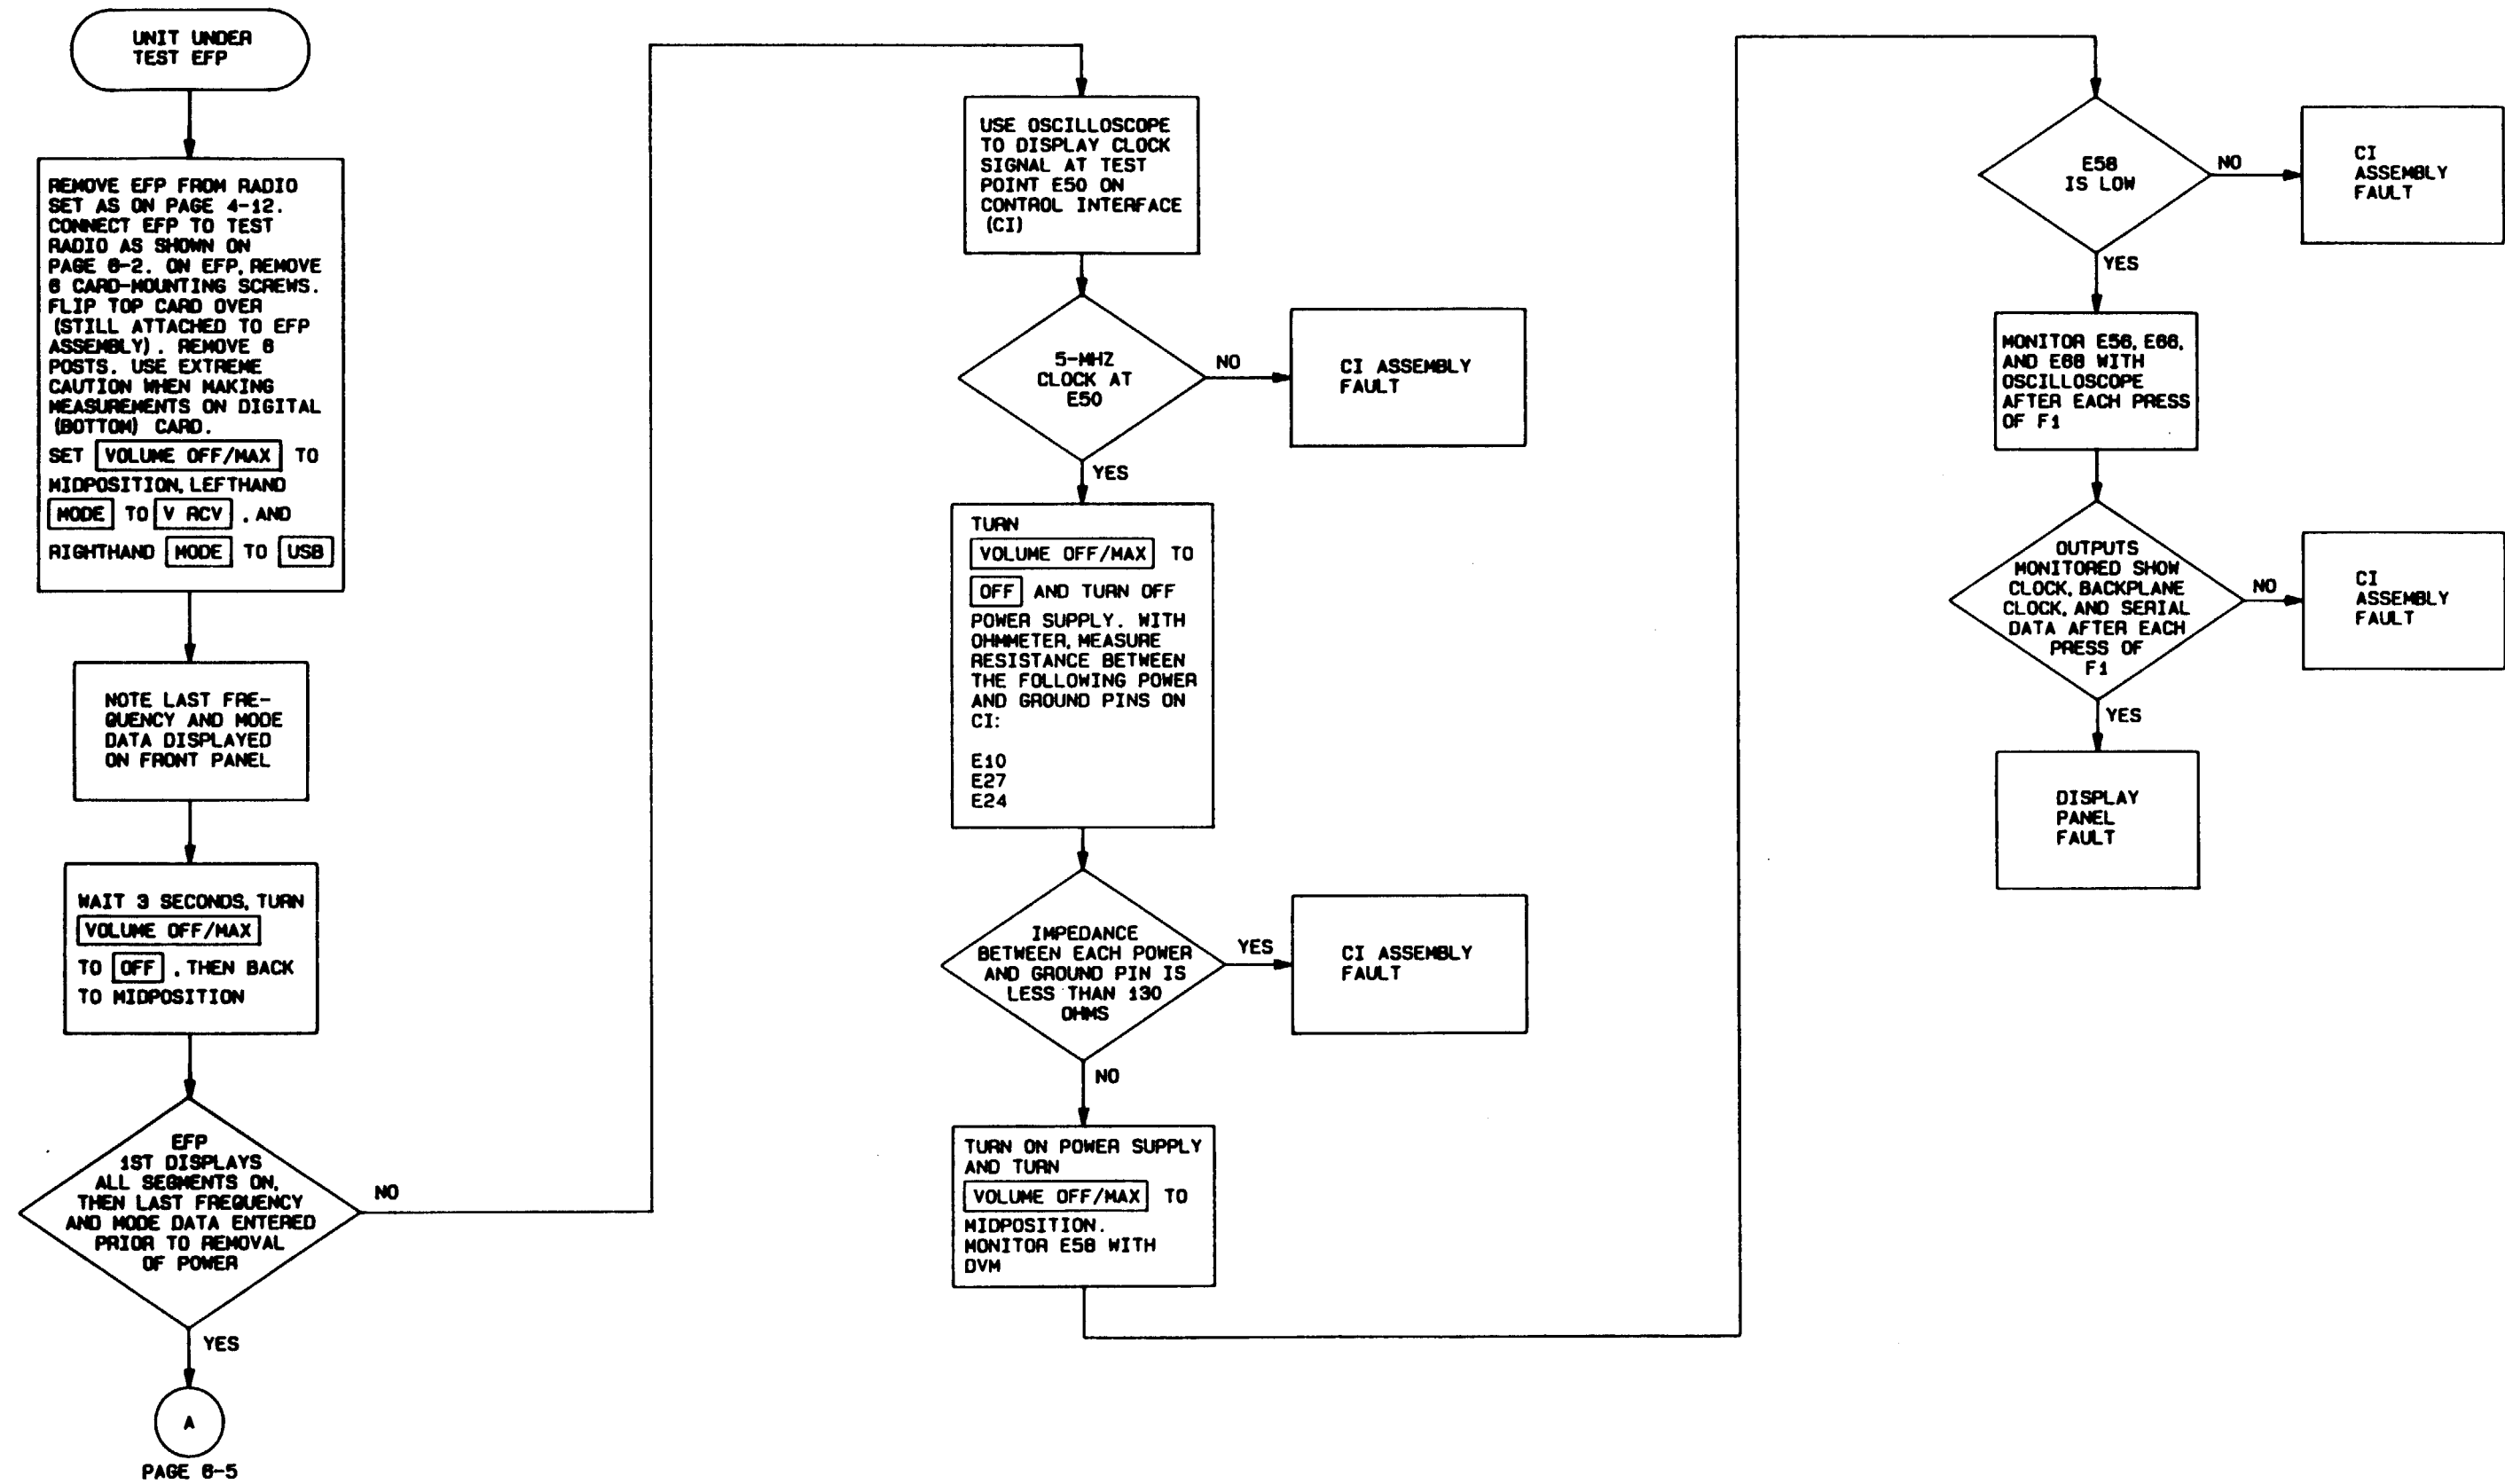 UNIT UNDER
TEST EFP
REMOVE EFP FROM RADIO
SET AS ON PAGE 4-12.
CONNECT EFP TO TEST
RADIO AS SHOWN ON
PAGE 6-2. ON EFP, REMOVE
6 CARD-MOUNTING SCREWS.
FLIP TOP CARD OVER
(STILL ATTACHED TO EFP
ASSEMBLY). REMOVE 6
POSTS. USE EXTREME
CAUTION WHEN MAKING
MEASUREMENTS ON DIGITAL
(BOTTOM) CARD.
SET VOLUME OFF/MAX TO
MIDPOSITION, LEFTHAND
MODE TO V RCV , AND
RIGHTHAND MODE TO USB
NOTE LAST FRE-
QUENCY AND MODE
DATA DISPLAYED
ON FRONT PANEL
WAIT 3 SECONDS, TURN
VOLUME OFF/MAX
TO OFF , THEN BACK
TO MIDPOSITION
EFP
1ST DISPLAYS
ALL SEGMENTS ON,
THEN LAST FREQUENCY
AND MODE DATA ENTERED
PRIOR TO REMOVAL
OF POWER
NO
YES
A
PAGE 6-5
USE OSCILLOSCOPE
TO DISPLAY CLOCK
SIGNAL AT TEST
POINT E50 ON
CONTROL INTERFACE
(CI)
5-MHZ
CLOCK AT
E50
NO
CI ASSEMBLY
FAULT
YES
TURN
VOLUME OFF/MAX TO
OFF AND TURN OFF
POWER SUPPLY. WITH
OHMMETER, MEASURE
RESISTANCE BETWEEN
THE FOLLOWING POWER
AND GROUND PINS ON
CI:
E10
E27
E24
IMPEDANCE
BETWEEN EACH POWER
AND GROUND PIN IS
LESS THAN 130
OHMS
YES
CI ASSEMBLY
FAULT
NO
TURN ON POWER SUPPLY
AND TURN
VOLUME OFF/MAX TO
MIDPOSITION.
MONITOR E58 WITH
DVM
E58
IS LOW
NO
CI
ASSEMBLY
FAULT
YES
MONITOR E56, E66,
AND E68 WITH
OSCILLOSCOPE
AFTER EACH PRESS
OF F1
OUTPUTS
MONITORED SHOW
CLOCK, BACKPLANE
CLOCK, AND SERIAL
DATA AFTER EACH
PRESS OF
F1
NO
CI
ASSEMBLY
FAULT
YES
DISPLAY
PANEL
FAULT